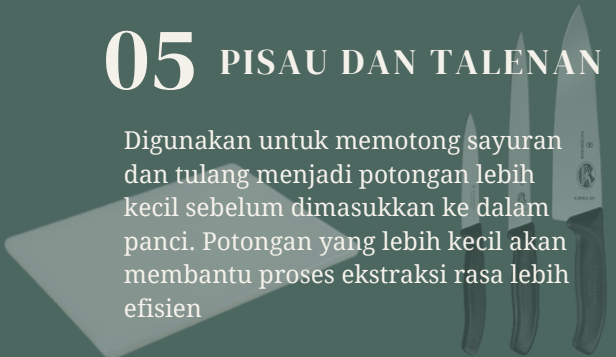 05 PISAU DAN TALENAN
Digunakan untuk memotong sayuran
dan tulang menjadi potongan lebih
kecil sebelum dimasukkan ke dalam
panci. Potongan yang lebih kecil akan
membantu proses ekstraksi rasa lebih
efisien